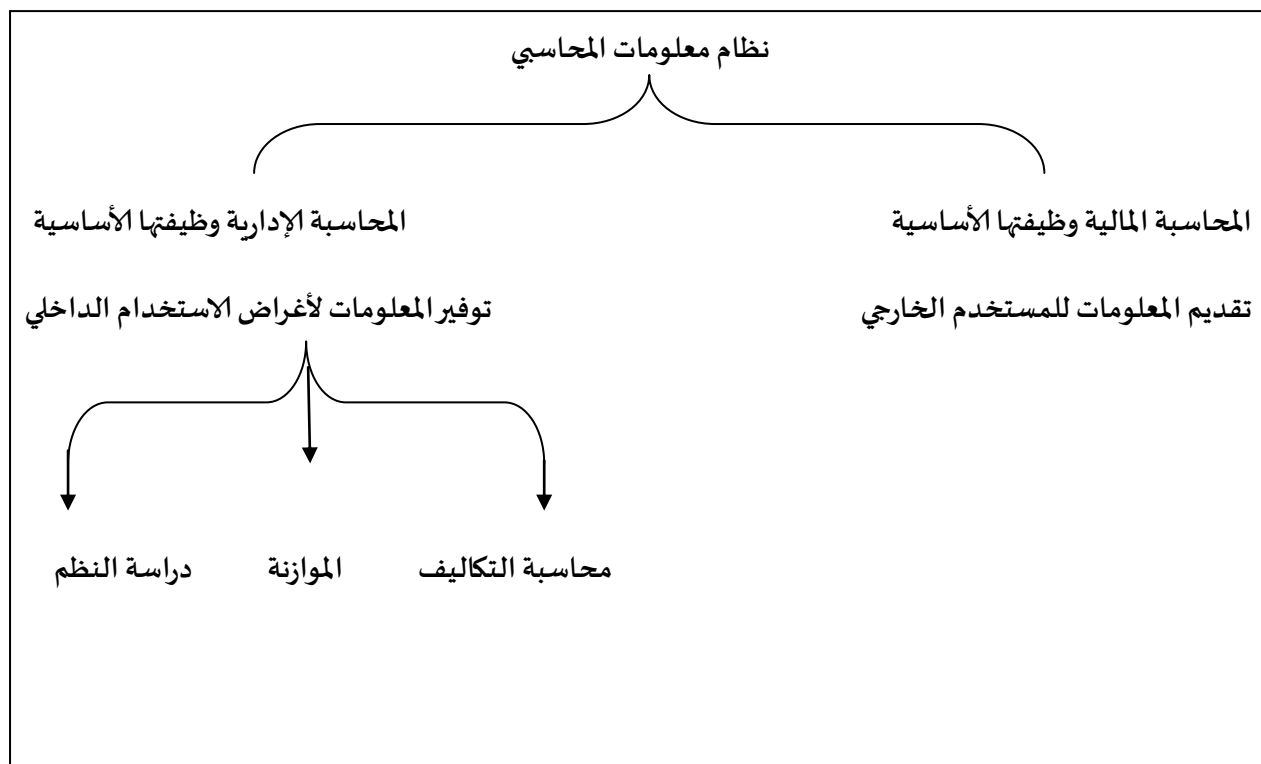 نظام معلومات المحاسبي
المحاسبة المالية وظيفتها الأساسية
المحاسبة الإدارية وظيفتها الأساسية
تقديم المعلومات للمستخدم الخارجي
توفير المعلومات لأغراض الاستخدام الداخلي
محاسبة التكاليف
الموازنة
دراسة النظم